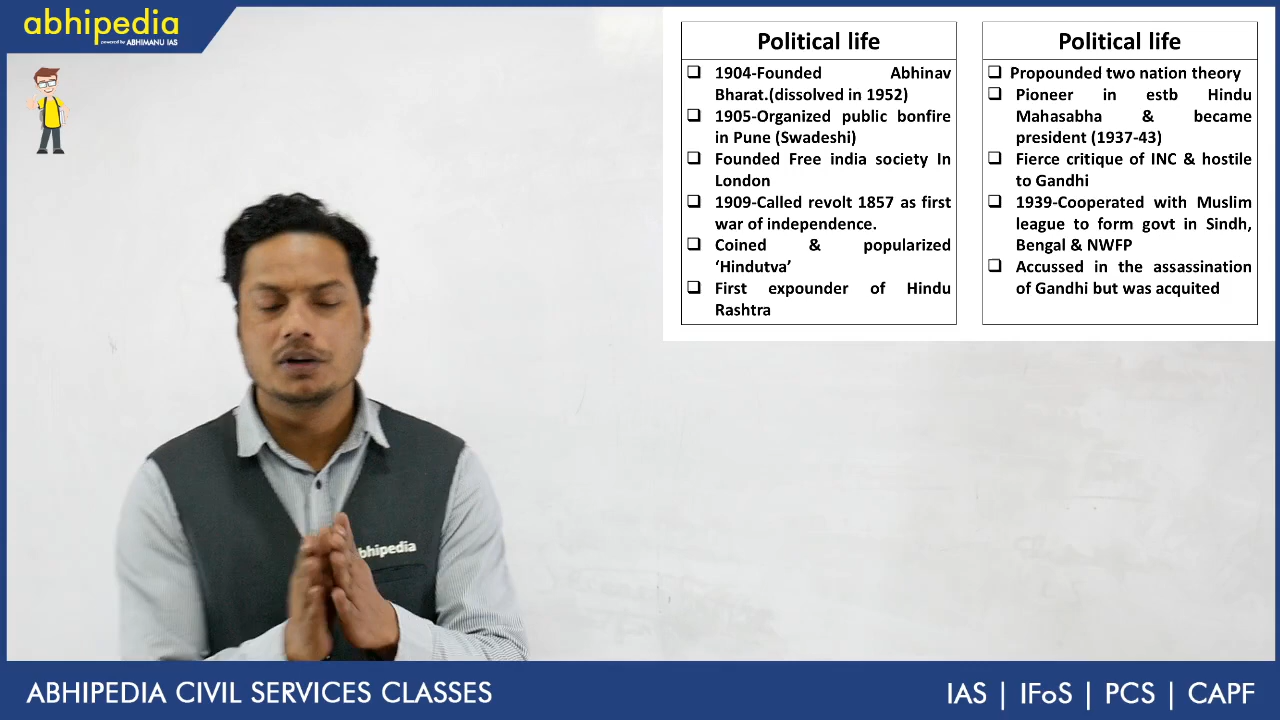 abhipedia
powered by ABHIMANU IAS
Political life
❑ 1904-Founded Abhinav
Bharat.(dissolved in 1952)
❑ 1905-Organized public bonfire
in Pune (Swadeshi)
❑ Founded Free india society In
London
❑ 1909-Called revolt 1857 as first
war of independence.
❑ Coined & popularized
‘Hindutva’
❑ First expounder of Hindu
Rashtra
Political life
❑ Propounded two nation theory
❑ Pioneer in estb Hindu
Mahasabha & became
president (1937-43)
❑ Fierce critique of INC & hostile
to Gandhi
❑ 1939-Cooperated with Muslim
league to form govt in Sindh,
Bengal & NWFP
❑ Accussed in the assassination
of Gandhi but was acquited
bhipedia
ABHIPEDIA CIVIL SERVICES CLASSES
IAS | IFoS | PCS | CAPF